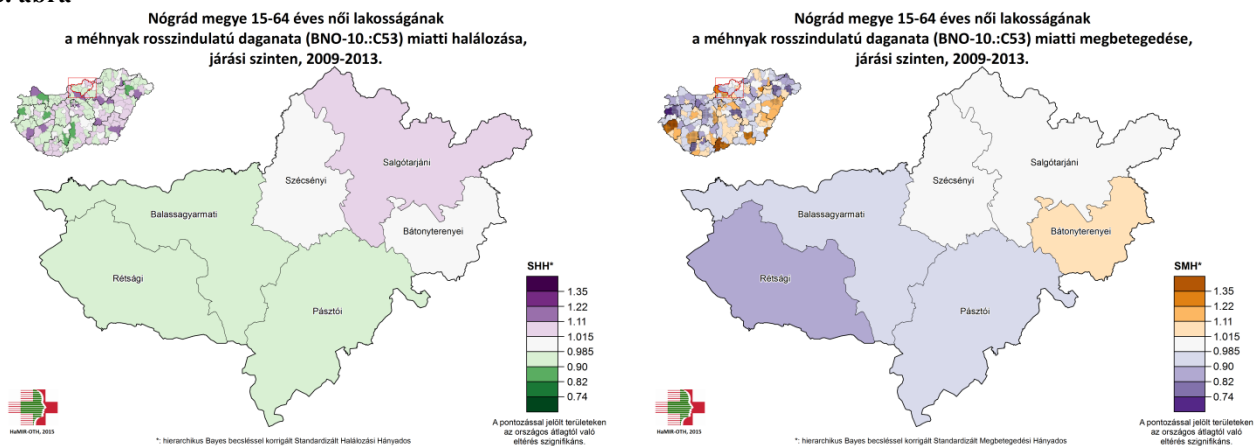 Nógrád megye 15-64 éves női lakosságának
a méhnyak rosszindulatú daganata (BNO-10.:C53) miatti halálozása,
járási szinten, 2009-2013.
Salgótarjáni
Szécsényi
Balassagyarmati
Bátonyterenyei
Rétsági
Pásztói
SHH*
1.35
1.22
1.11
1.015
0.985
0.90
0.82
0.74
HaMIR-OTH, 2015
A pontozással jelölt területeken
az országos átlagtól való
eltérés szignifikáns.
*: hierarchikus Bayes becsléssel korrigált Standardizált Halálozási Hányados
Nógrád megye 15-64 éves női lakosságának
a méhnyak rosszindulatú daganata (BNO-10.:C53) miatti megbetegedése,
járási szinten, 2009-2013.
Salgótarjáni
Szécsényi
Balassagyarmati
Bátonyterenyei
Rétsági
Pásztói
SMH*
1.35
1.22
1.11
1.015
0.985
0.90
0.82
0.74
HaMIR-OTH, 2015
A pontozással jelölt területeken
az országos átlagtól való
eltérés szignifikáns.
*: hierarchikus Bayes becsléssel korrigált Standardizált Megbetegedési Hányados